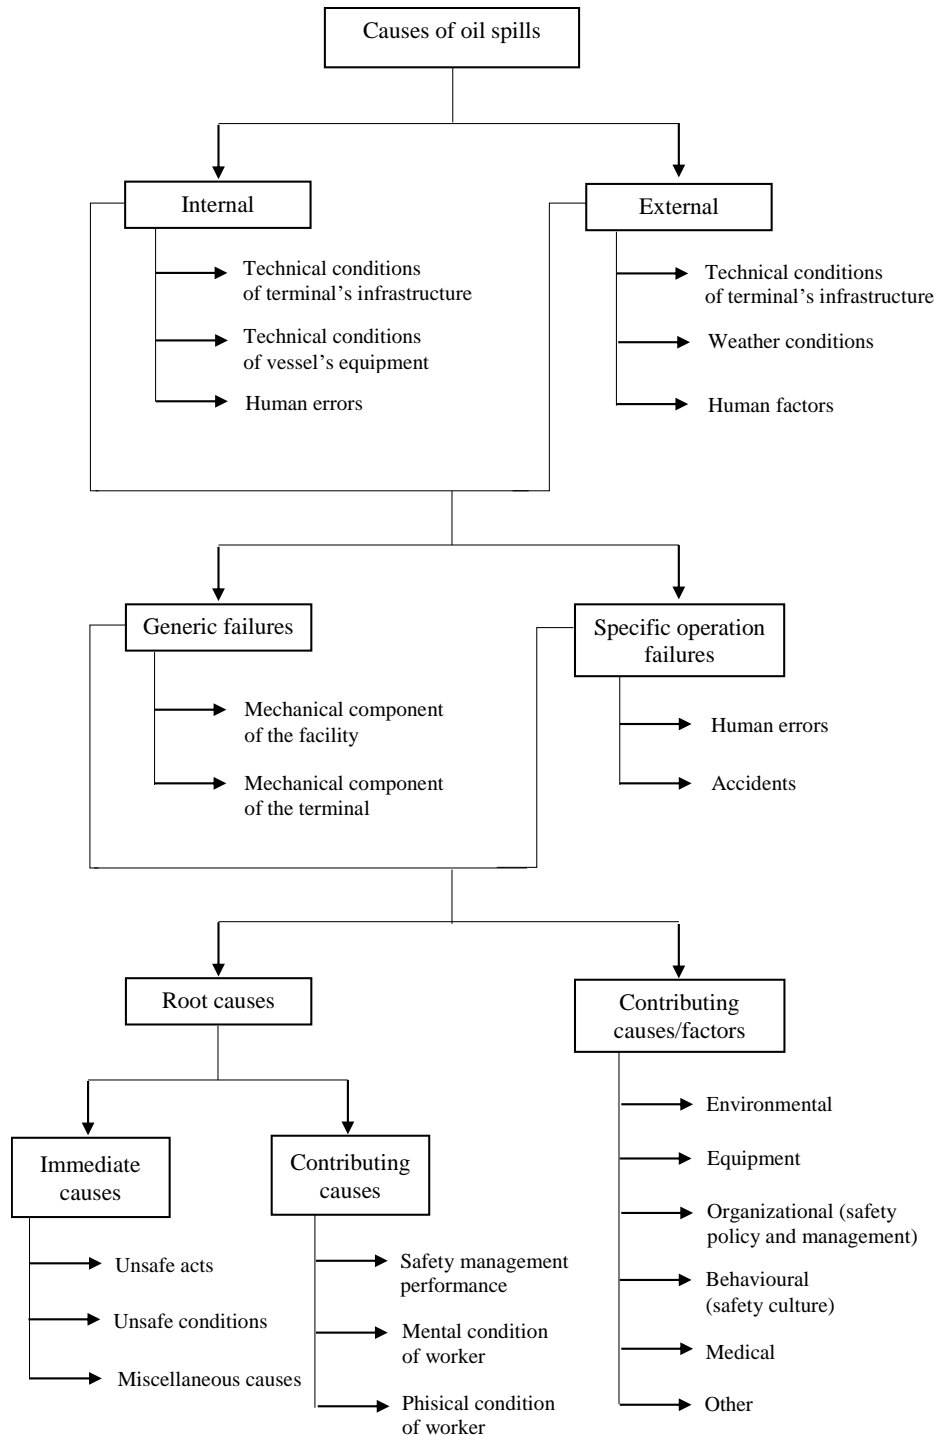 Causes of oil spills
Internal
External
Technical conditions
of terminal’s infrastructure
Technical conditions
of vessel’s equipment
Human errors
Technical conditions
of terminal’s infrastructure
Weather conditions
Human factors
Generic failures
Specific operation
failures
Mechanical component
of the facility
Mechanical component
of the terminal
Human errors
Accidents
Root causes
Contributing
causes/factors
Immediate
causes
Contributing
causes
Unsafe acts
Unsafe conditions
Miscellaneous causes
Safety management
performance
Mental condition
of worker
Phisical condition
of worker
Environmental
Equipment
Organizational (safety
policy and management)
Behavioural
(safety culture)
Medical
Other